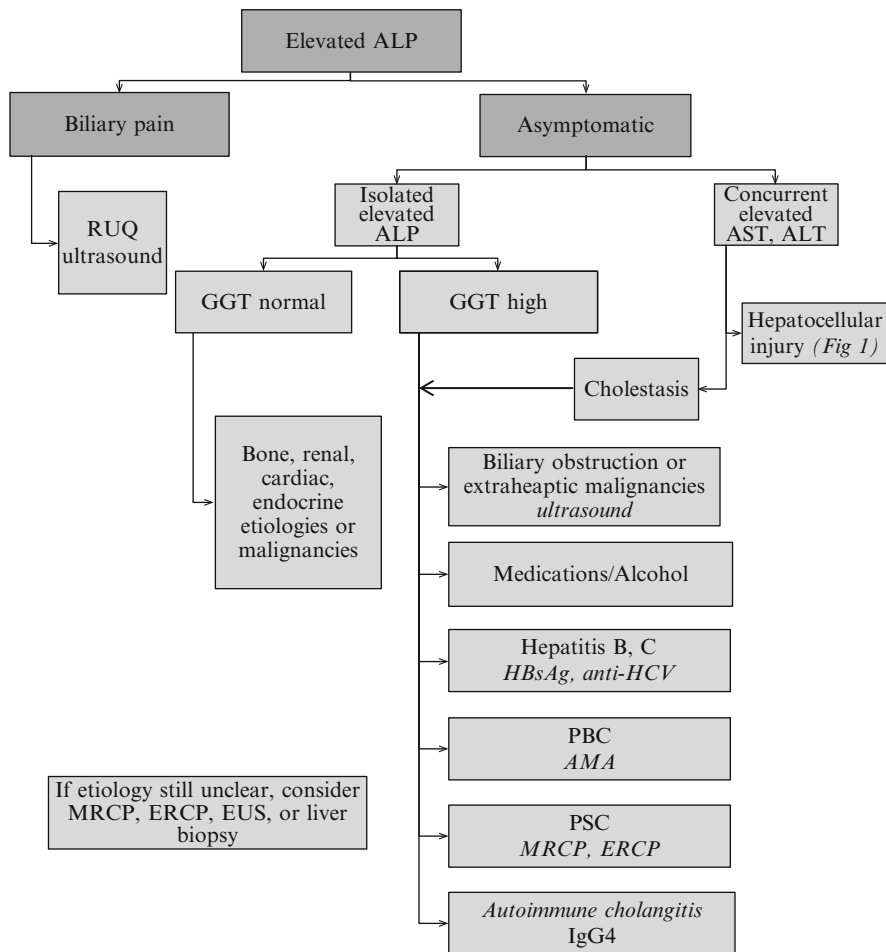 Elevated ALP
Biliary pain
Asymptomatic
RUQ
ultrasound
Isolated
elevated
ALP
Concurrent
elevated
AST, ALT
GGT normal
GGT high
Hepatocellular
injury (Fig 1)
Cholestasis
Bone, renal,
cardiac,
endocrine
etiologies or
malignancies
Biliary obstruction or
extraheaptic malignancies
ultrasound
Medications/Alcohol
Hepatitis B, C
HBsAg, anti-HCV
PBC
AMA
If etiology still unclear, consider
MRCP, ERCP, EUS, or liver
biopsy
PSC
MRCP, ERCP
Autoimmune cholangitis
IgG4